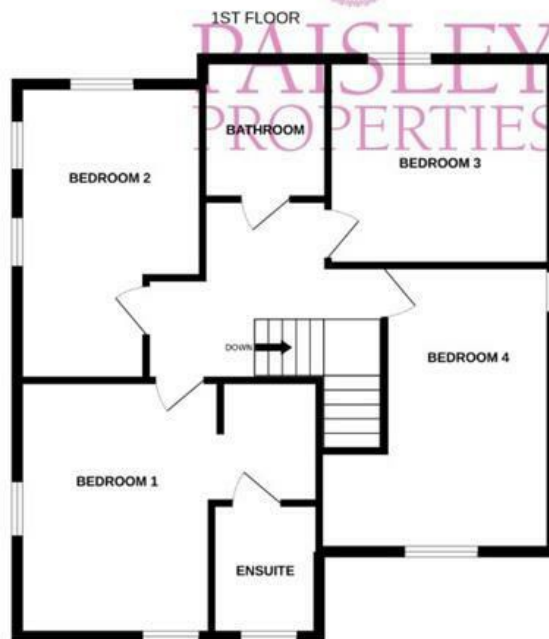 1ST FLOOR
PAISLEY
PROPERTIES
BATHROOM
BEDROOM 3
BEDROOM 2
DOWN
BEDROOM 4
BEDROOM 1
ENSUITE